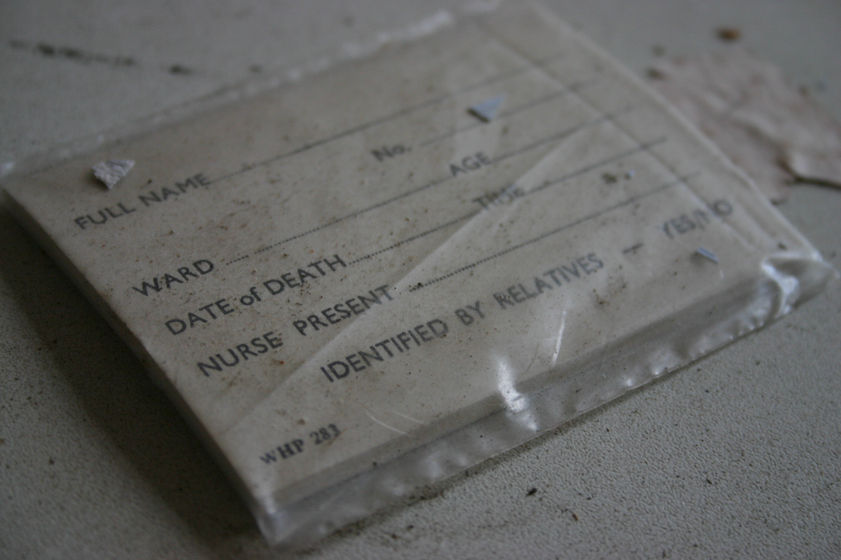 FULL NAME
No.
WARD AGE
DATE of DEATH TIME
NURSE PRESENT
IDENTIFIED BY RELATIVES — YES/NO
WHP 283